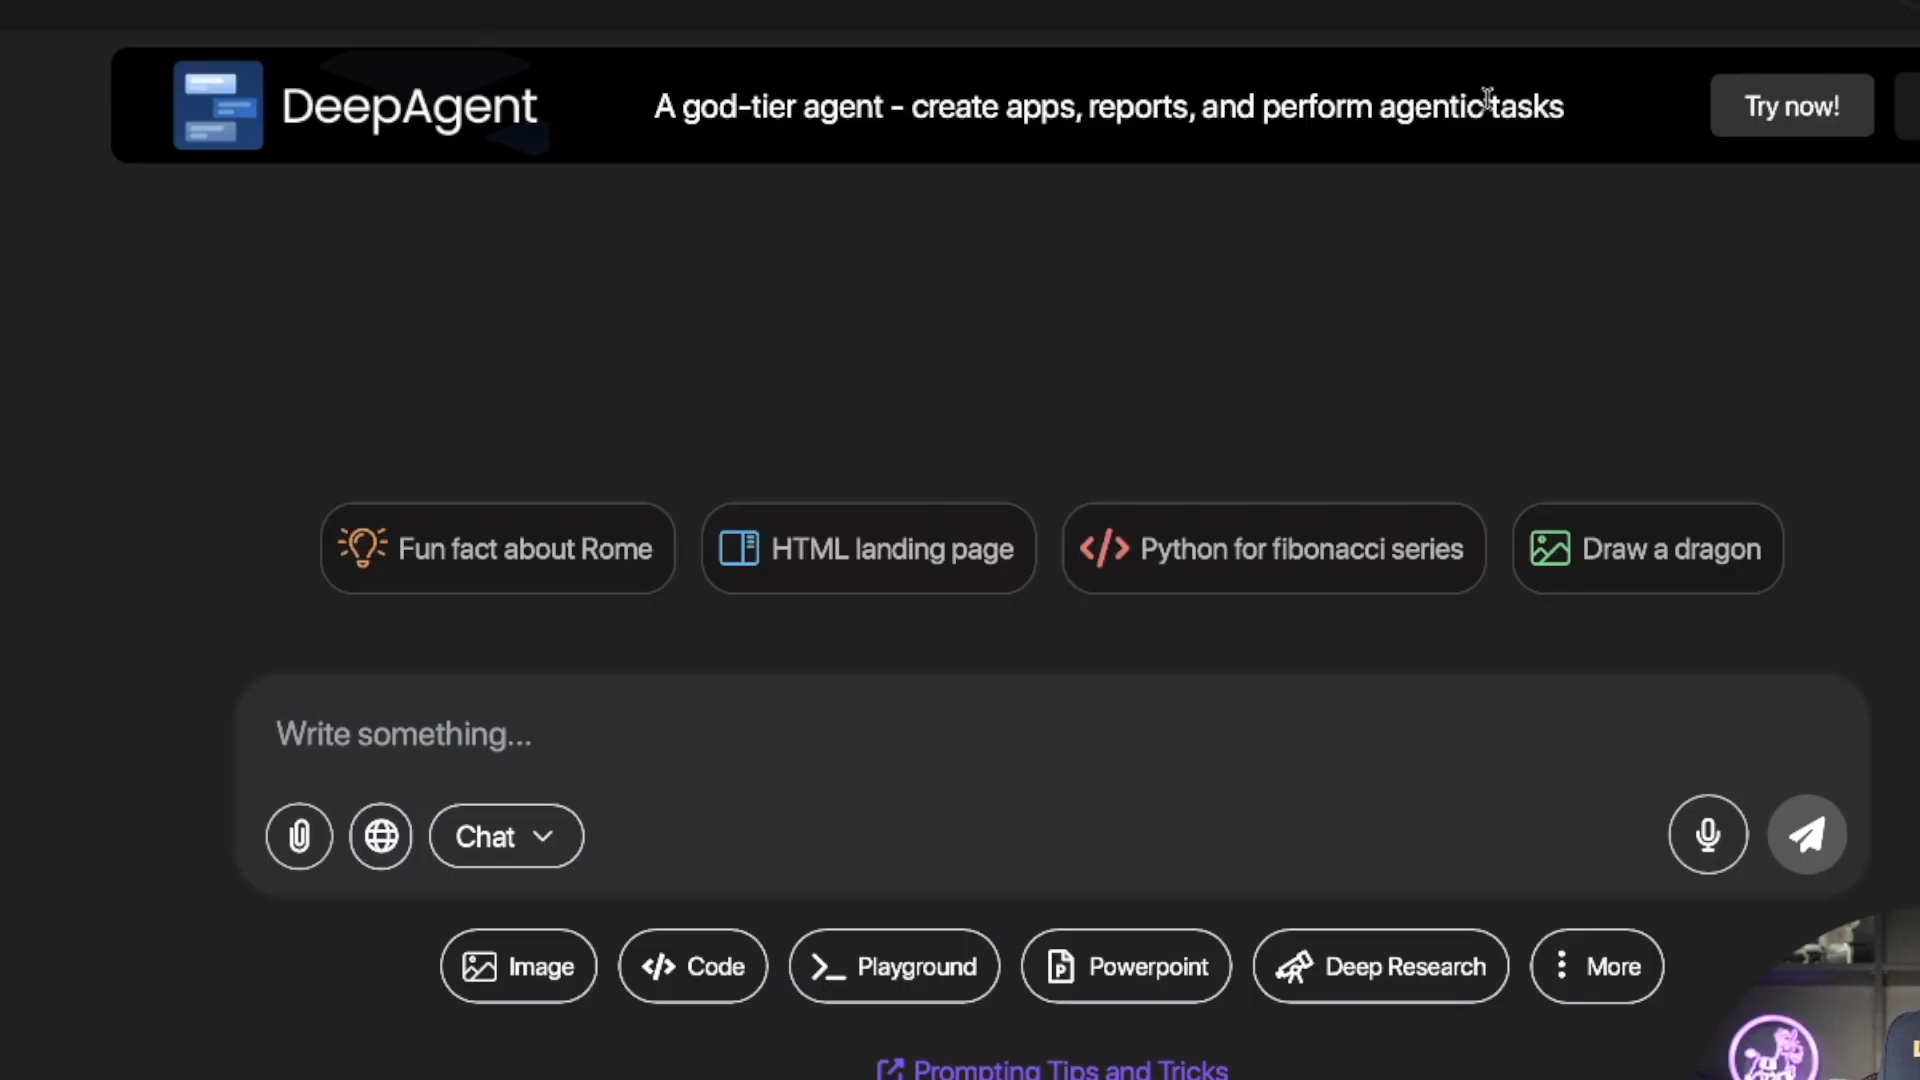 DeepAgent
A god-tier agent - create apps, reports, and perform agentic tasks
Try now!
Fun fact about Rome
HTML landing page
Python for fibonacci series
Draw a dragon
Write something...
Chat
Image
Code
Playground
Powerpoint
Deep Research
More
Prompting Tips and Tricks